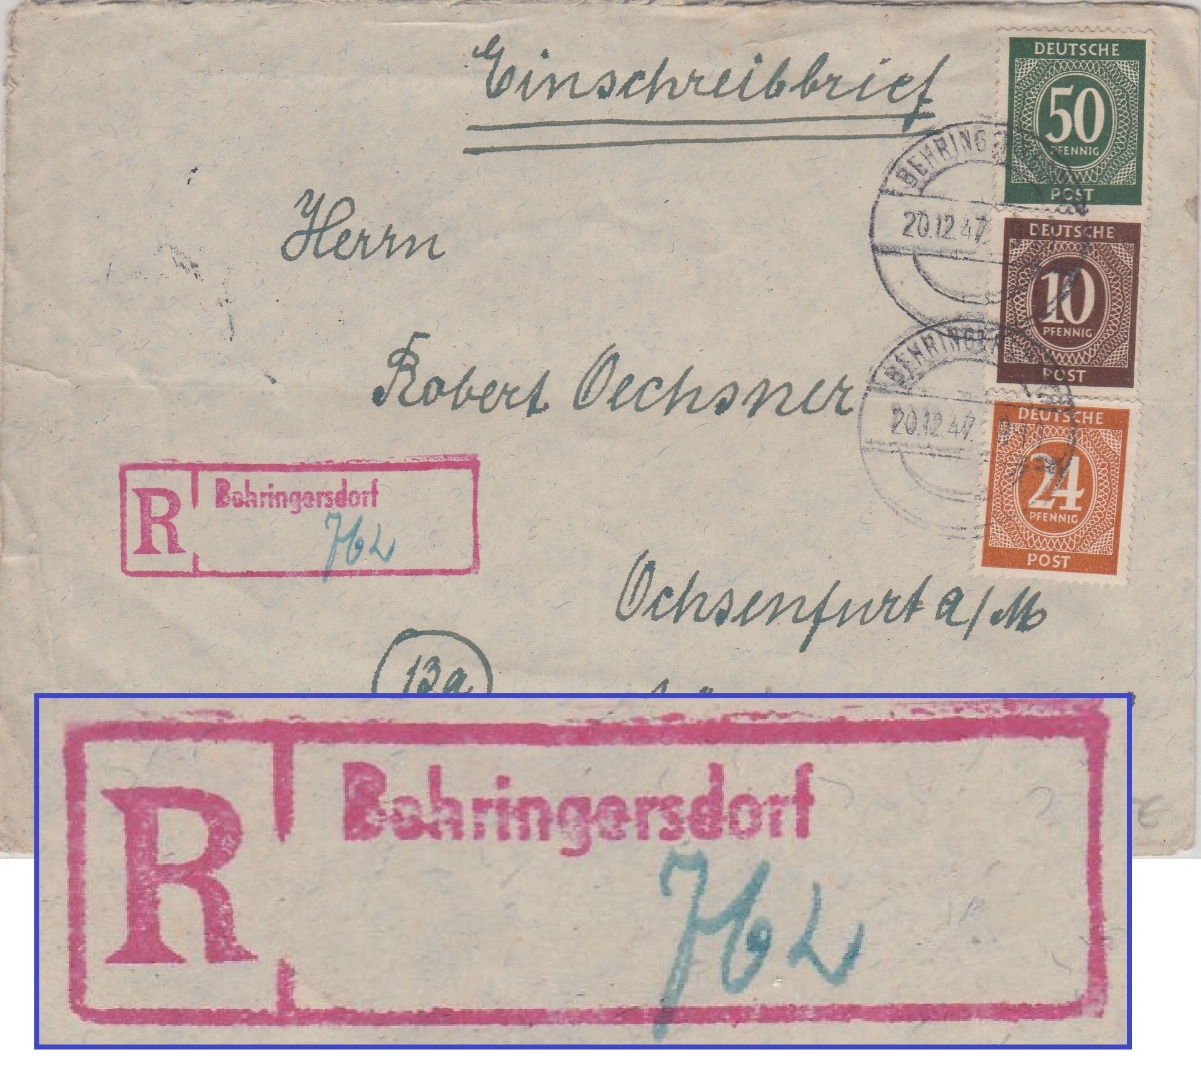 Einschreibbrief
DEUTSCHE
50
PFENNIG
POST
Herrn
20.12.47
DEUTSCHE
10
PFENNIG
POST
Robert Oechsner
20.12.47
DEUTSCHE
24
PFENNIG
POST
R Behringersdorf
762
Ochsenfurt a/M
13a
R Behringersdorf
762